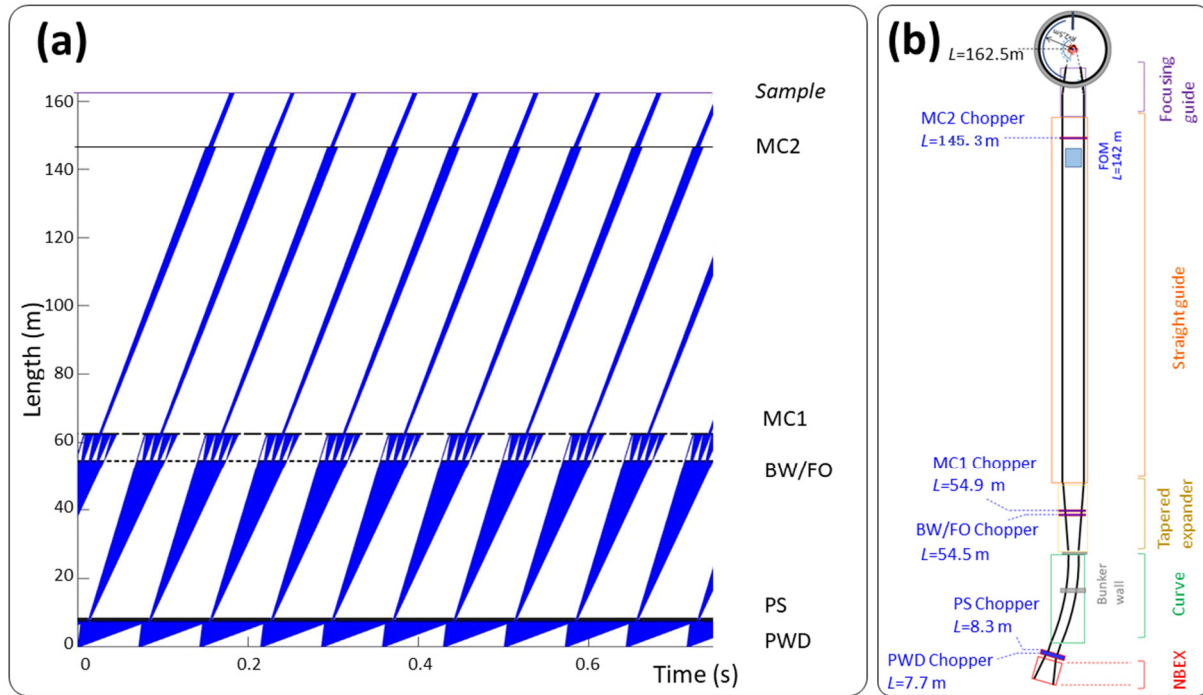 (a)
160
140
120
100
80
60
40
20
0
Length (m)
0
0.2
0.4
0.6
Time (s)
Sample
MC2
MC1
BW/FO
PS
PWD
(b)
L=162.5m
R=2.5m
MC2 Chopper
L=145.3 m
FOM
L=142 m
MC1 Chopper
L=54.9 m
BW/FO Chopper
L=54.5 m
PS Chopper
L=8.3 m
PWD Chopper
L=7.7 m
Bunker
wall
Focusing
guide
Straight guide
Tapered
expander
Curve
NBEX